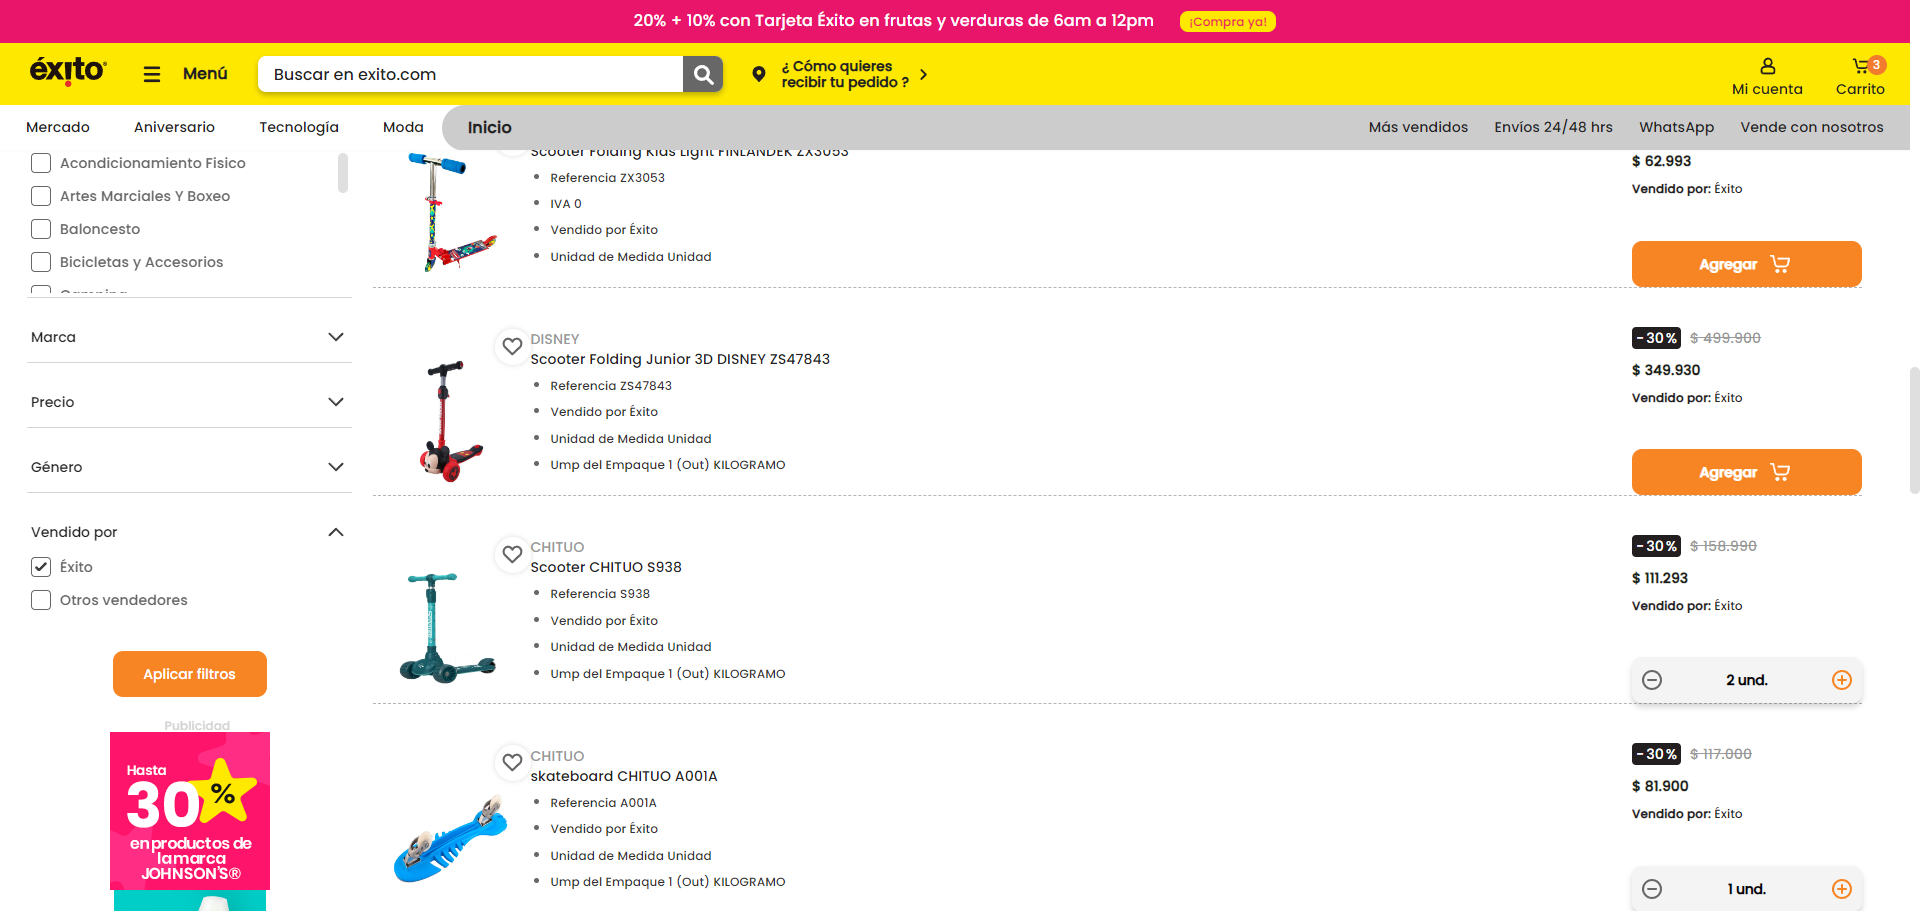 20% + 10% con Tarjeta Éxito en frutas y verduras de 6am a 12pm
¡Compra ya!
éxito
Menú
Buscar en exito.com
¿ Cómo quieres
recibir tu pedido ?
Mi cuenta
3
Carrito
Mercado
Aniversario
Tecnología
Moda
Inicio
Más vendidos
Envíos 24/48 hrs
WhatsApp
Vende con nosotros
Acondicionamiento Fisico
Artes Marciales Y Boxeo
Baloncesto
Bicicletas y Accesorios
Camping
Marca
Precio
Género
Vendido por
Éxito
Otros vendedores
Aplicar filtros
Publicidad
Hasta
30%
en productos de
la marca
JOHNSON'S®
Scooter Folding Kids Light FINLANDEK ZX3053
Referencia ZX3053
IVA 0
Vendido por Éxito
Unidad de Medida Unidad
$ 62.993
Vendido por: Éxito
Agregar
DISNEY
Scooter Folding Junior 3D DISNEY ZS47843
Referencia ZS47843
Vendido por Éxito
Unidad de Medida Unidad
Ump del Empaque 1 (Out) KILOGRAMO
-30% $ 499.900
$ 349.930
Vendido por: Éxito
Agregar
CHITUO
Scooter CHITUO S938
Referencia S938
Vendido por Éxito
Unidad de Medida Unidad
Ump del Empaque 1 (Out) KILOGRAMO
-30% $ 158.990
$ 111.293
Vendido por: Éxito
2 und.
CHITUO
skateboard CHITUO A001A
Referencia A001A
Vendido por Éxito
Unidad de Medida Unidad
Ump del Empaque 1 (Out) KILOGRAMO
-30% $ 117.000
$ 81.900
Vendido por: Éxito
1 und.